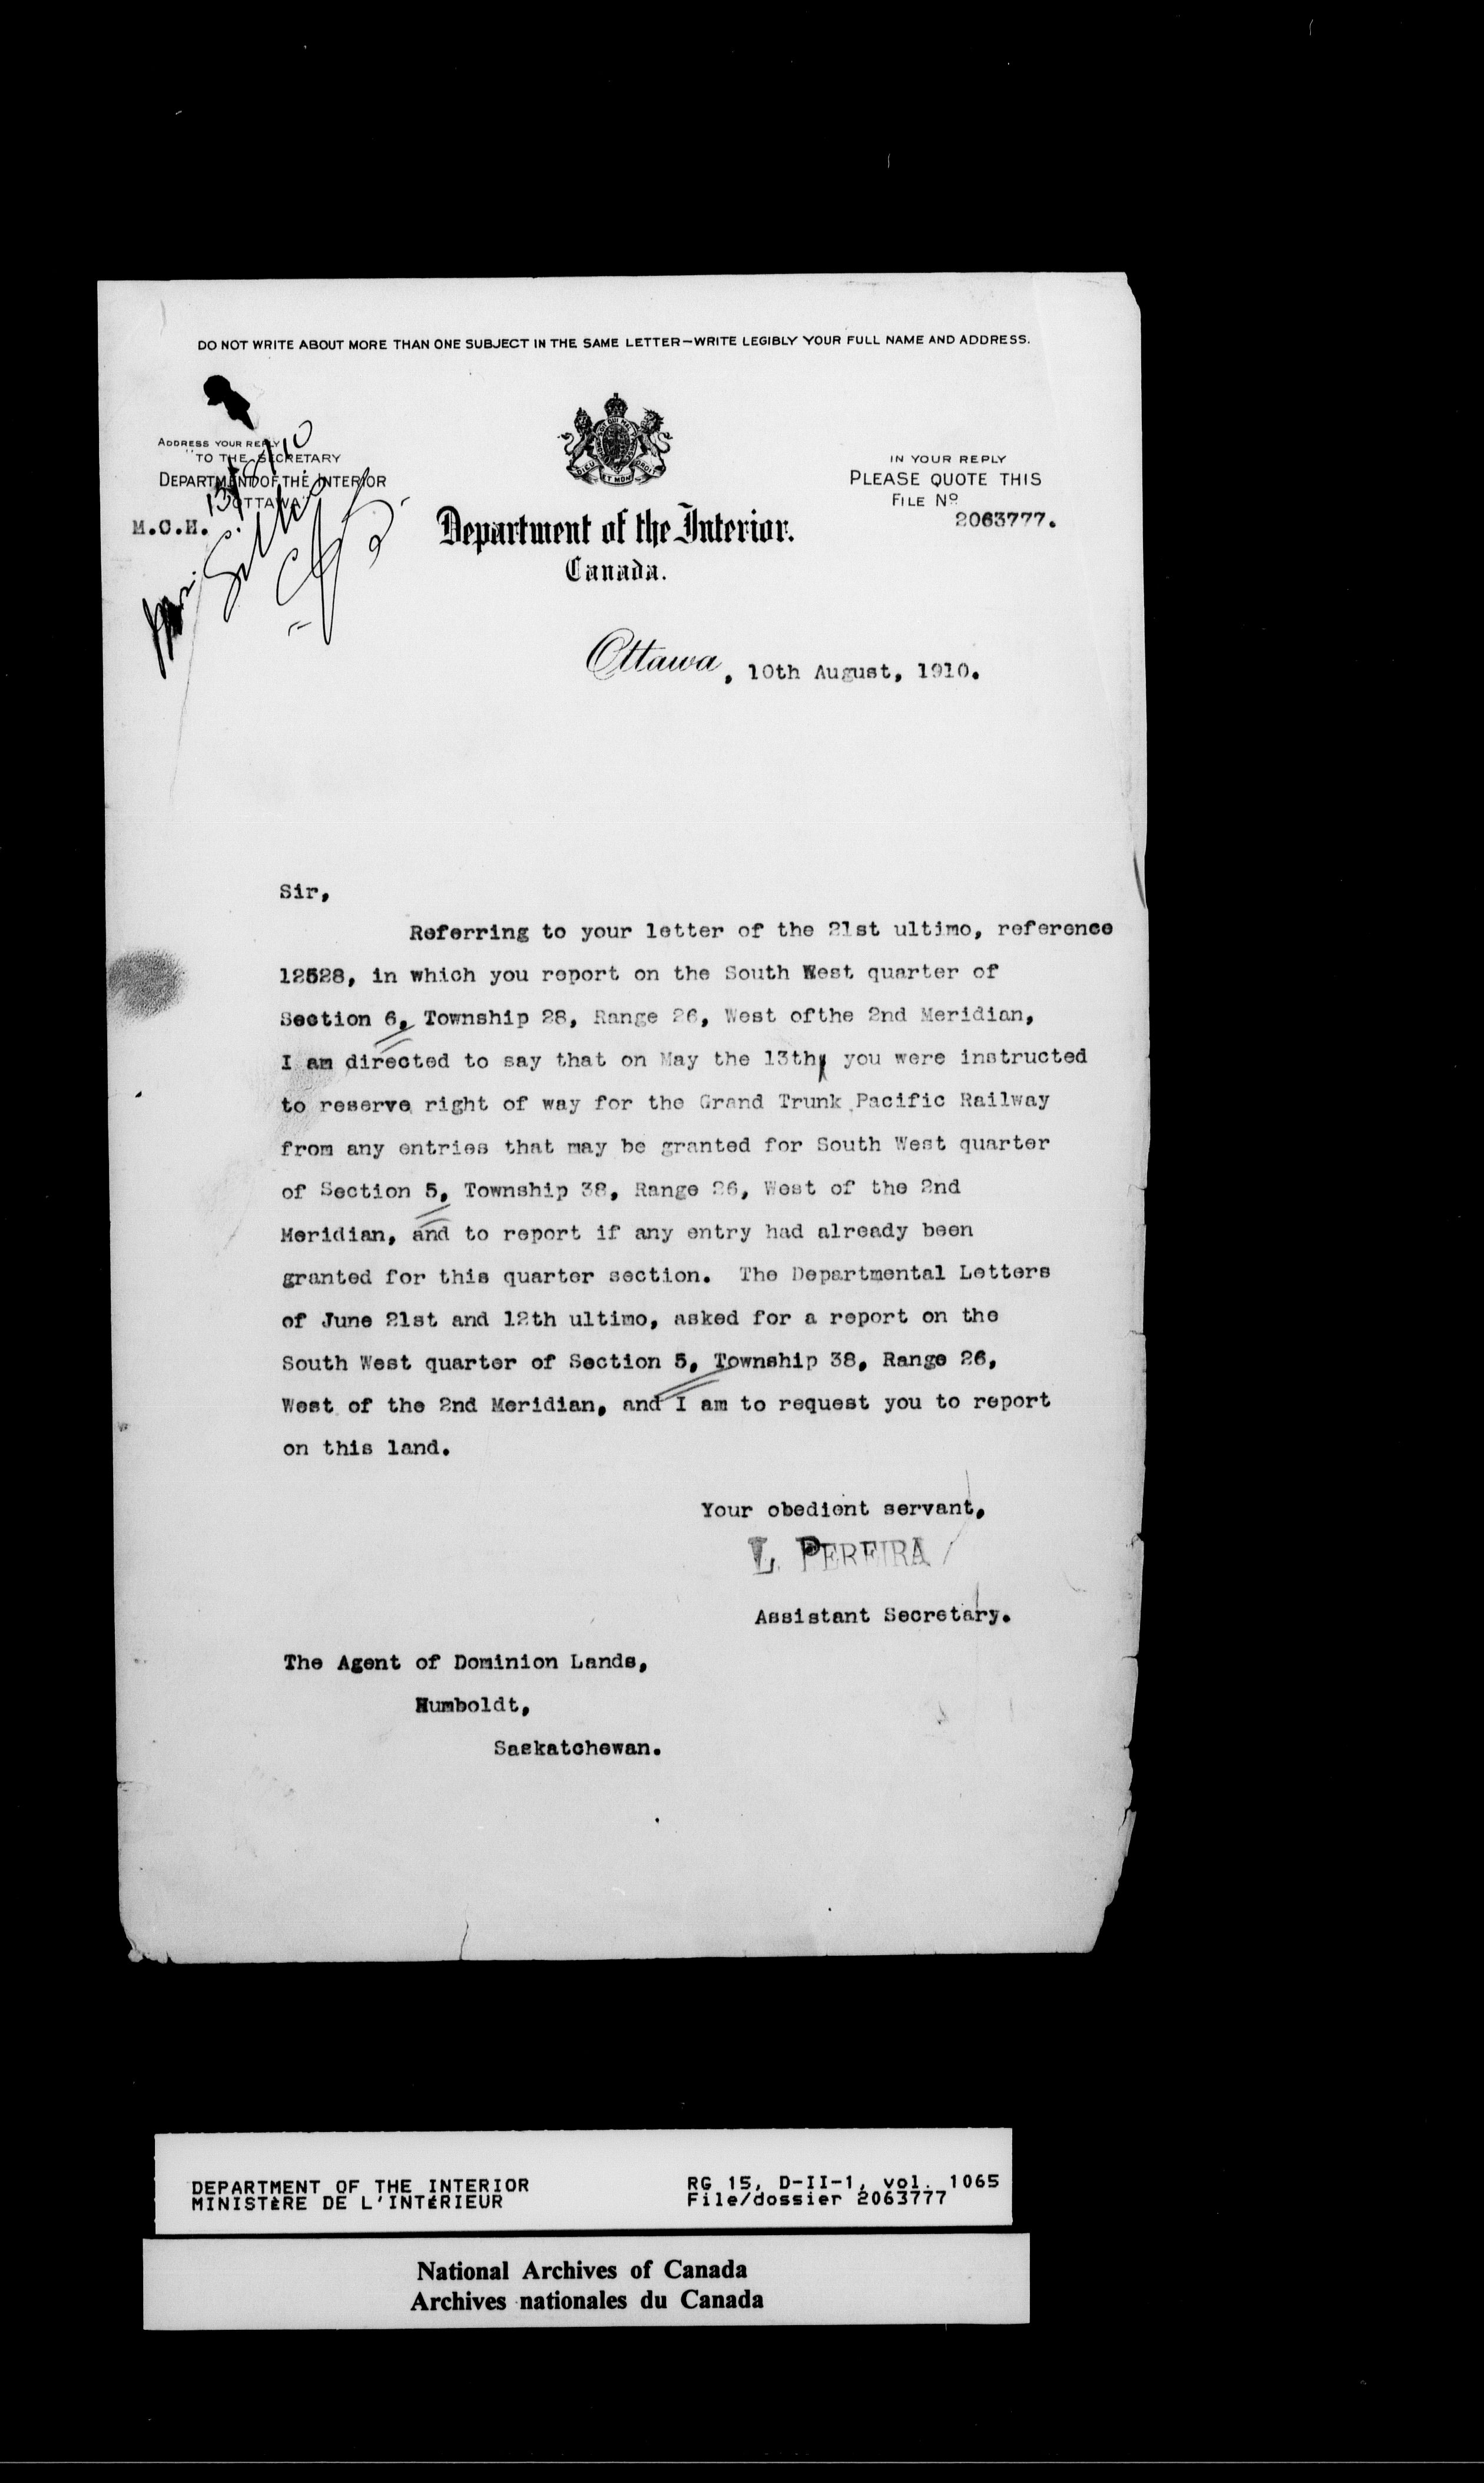 DO NOT WRITE ABOUT MORE THAN ONE SUBJECT IN THE SAME LETTER—WRITE LEGIBLY YOUR FULL NAME AND ADDRESS.
ADDRESS YOUR REPLY
"TO THE SECRETARY
DEPARTMENT OF THE INTERIOR
OTTAWA"
M.C.H.
13/8/10
DIEU ET MON DROIT
Department of the Interior.
Canada.
IN YOUR REPLY
PLEASE QUOTE THIS
FILE No
2063777.
Ottawa, 10th August, 1910.
Sir,
Referring to your letter of the 21st ultimo, reference
12528, in which you report on the South West quarter of
Section 6, Township 28, Range 26, West ofthe 2nd Meridian,
I am directed to say that on May the 13th, you were instructed
to reserve right of way for the Grand Trunk Pacific Railway
from any entries that may be granted for South West quarter
of Section 5, Township 38, Range 26, West of the 2nd
Meridian, and to report if any entry had already been
granted for this quarter section. The Departmental Letters
of June 21st and 12th ultimo, asked for a report on the
South West quarter of Section 5, Township 38, Range 26,
West of the 2nd Meridian, and I am to request you to report
on this land.
Your obedient servant,
L. PEREIRA
Assistant Secretary.
The Agent of Dominion Lands,
Humboldt,
Saskatchewan.
DEPARTMENT OF THE INTERIOR
MINISTÈRE DE L'INTÉRIEUR
RG 15, D-II-1, vol. 1065
File/dossier 2063777
National Archives of Canada
Archives nationales du Canada